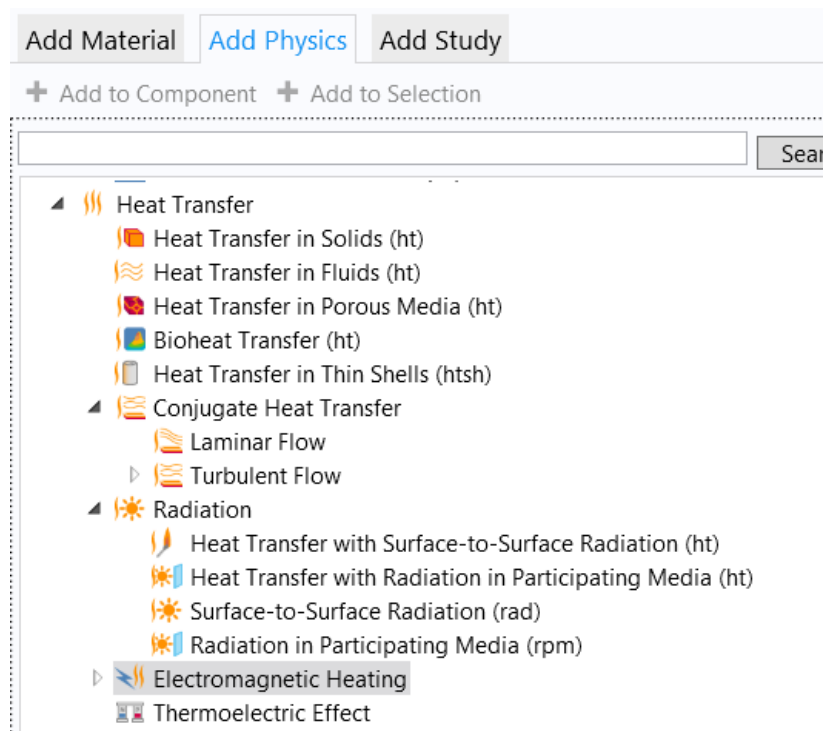 Add Material Add Physics Add Study
Add to Component Add to Selection
Sear
Heat Transfer
Heat Transfer in Solids (ht)
Heat Transfer in Fluids (ht)
Heat Transfer in Porous Media (ht)
Bioheat Transfer (ht)
Heat Transfer in Thin Shells (htsh)
Conjugate Heat Transfer
Laminar Flow
Turbulent Flow
Radiation
Heat Transfer with Surface-to-Surface Radiation (ht)
Heat Transfer with Radiation in Participating Media (ht)
Surface-to-Surface Radiation (rad)
Radiation in Participating Media (rpm)
Electromagnetic Heating
Thermoelectric Effect